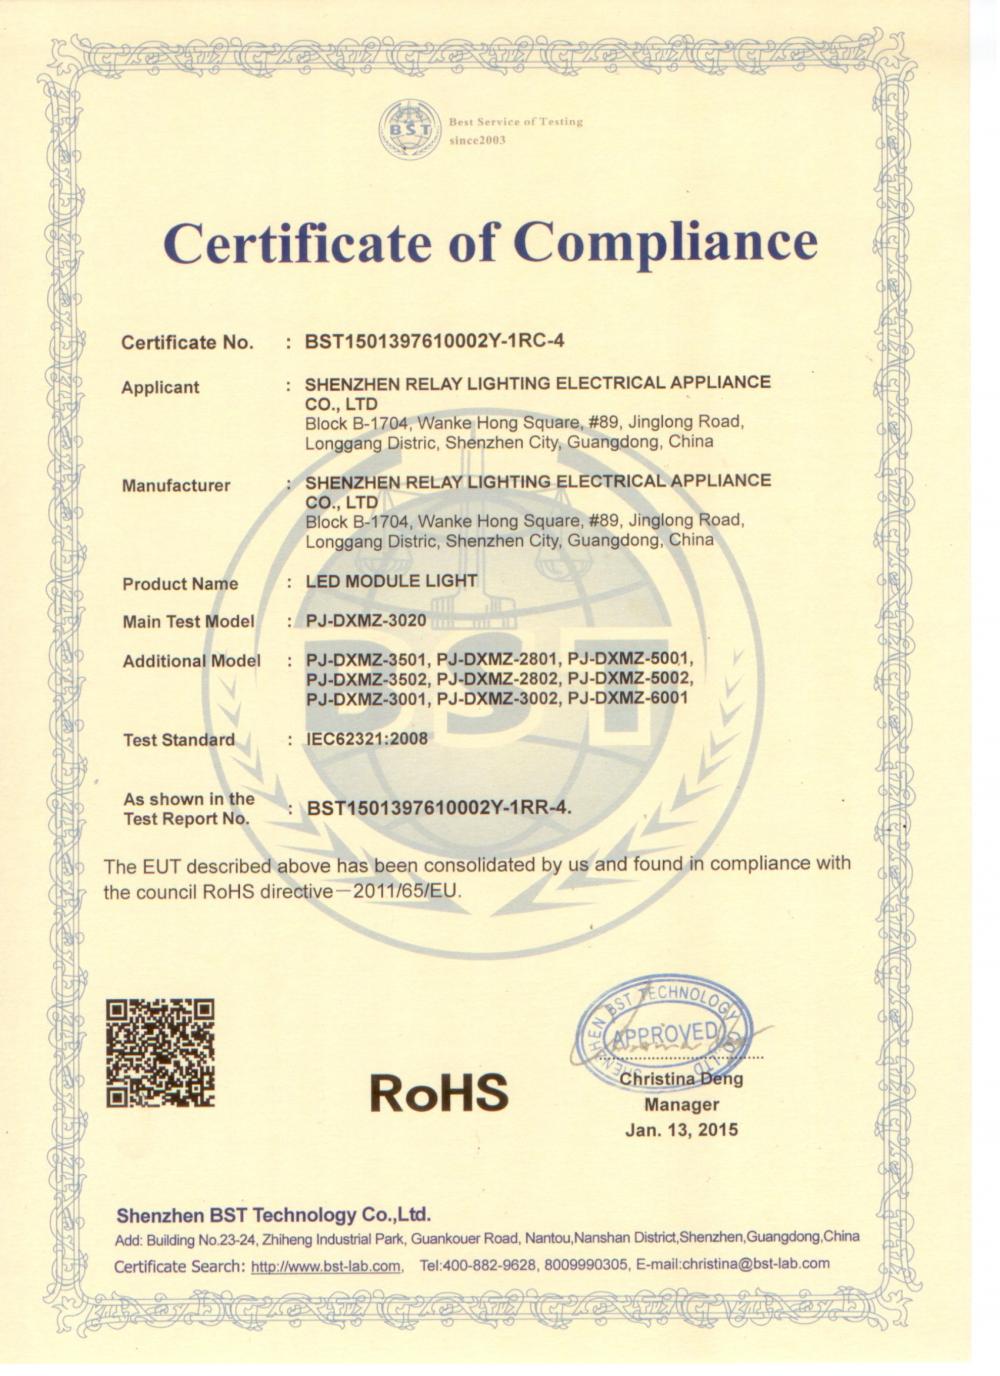 BST
Best Service of Testing
since2003
Certificate of Compliance
Certificate No. : BST1501397610002Y-1RC-4
Applicant : SHENZHEN RELAY LIGHTING ELECTRICAL APPLIANCE
CO., LTD
Block B-1704, Wanke Hong Square, #89, Jinglong Road,
Longgang Distric, Shenzhen City, Guangdong, China
Manufacturer : SHENZHEN RELAY LIGHTING ELECTRICAL APPLIANCE
CO., LTD
Block B-1704, Wanke Hong Square, #89, Jinglong Road,
Longgang Distric, Shenzhen City, Guangdong, China
Product Name : LED MODULE LIGHT
Main Test Model : PJ-DXMZ-3020
Additional Model : PJ-DXMZ-3501, PJ-DXMZ-2801, PJ-DXMZ-5001,
PJ-DXMZ-3502, PJ-DXMZ-2802, PJ-DXMZ-5002,
PJ-DXMZ-3001, PJ-DXMZ-3002, PJ-DXMZ-6001
BST
Test Standard : IEC62321:2008
As shown in the
Test Report No. : BST1501397610002Y-1RR-4.
The EUT described above has been consolidated by us and found in compliance with
the council RoHS directive—2011/65/EU.
SHENZHEN BST TECHNOLOGY CO., LTD
APPROVED
RoHS
Christina Deng
Manager
Jan. 13, 2015
Shenzhen BST Technology Co.,Ltd.
Add: Building No.23-24, Zhiheng Industrial Park, Guankouer Road, Nantou,Nanshan District,Shenzhen,Guangdong,China
Certificate Search: http://www.bst-lab.com, Tel:400-882-9628, 8009990305, E-mail:christina@bst-lab.com